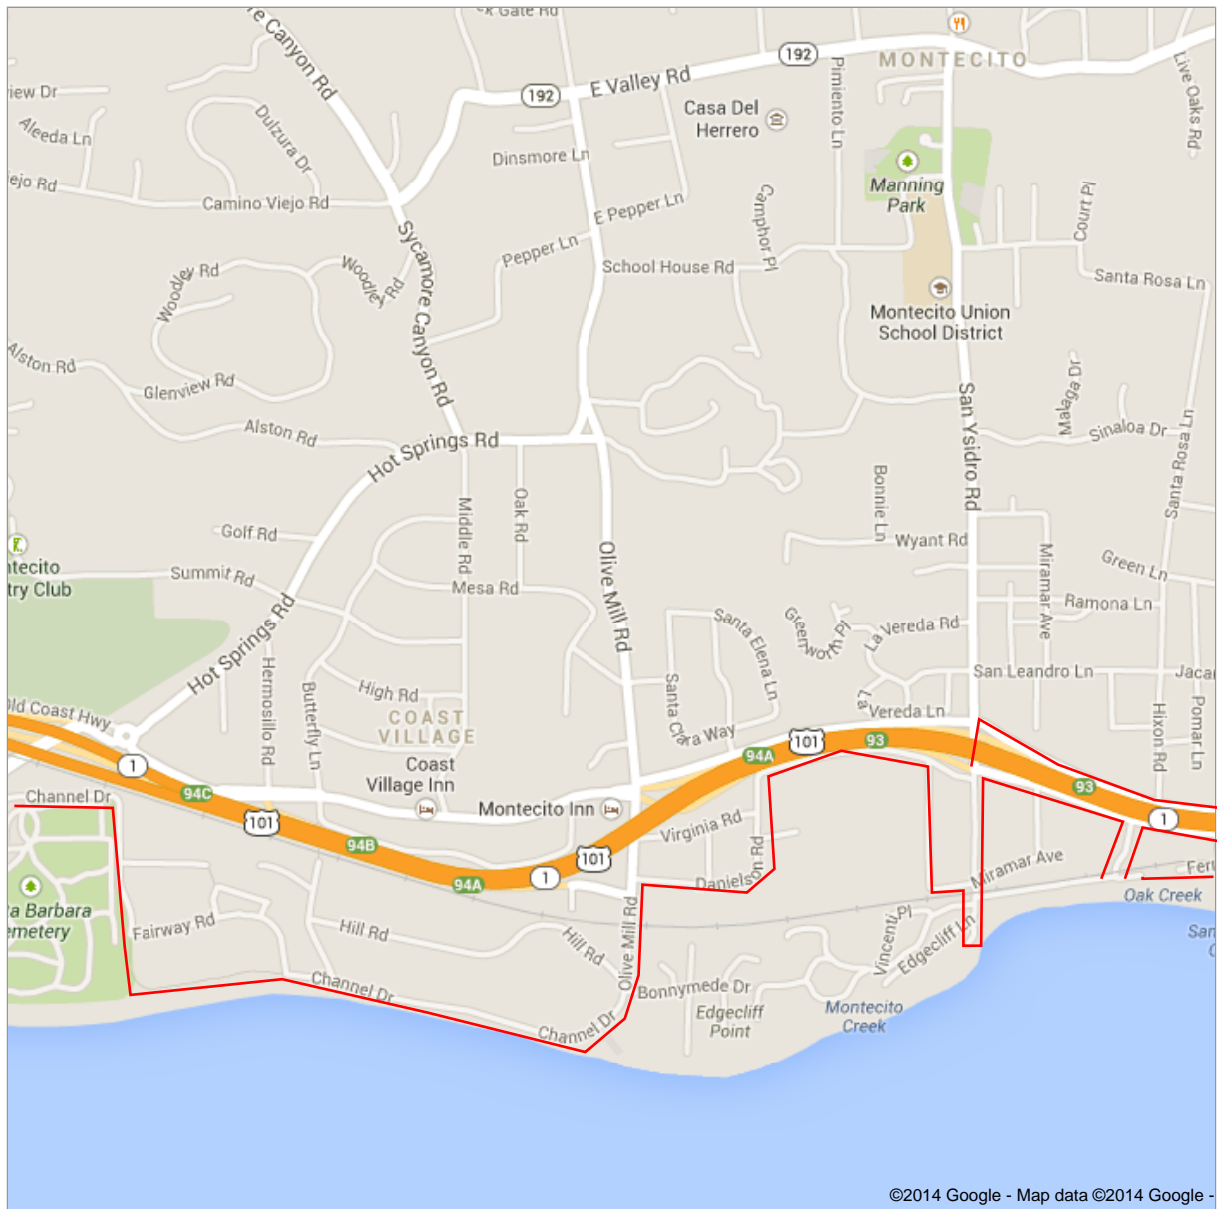 ck Gate Rd
re Canyon Rd
192
192
E Valley Rd
MONTECITO
Live Oaks Rd
Pimiento Ln
Casa Del
Herrero
view Dr
Aleeda Ln
Dulzura Dr
Dinsmore Ln
Manning
Park
ejo Rd
Camino Viejo Rd
E Pepper Ln
Camphor Pl
Court Pl
Sycamore Canyon Rd
Pepper Ln
School House Rd
Woodley Rd
Woodley Rd
Santa Rosa Ln
Montecito Union
School District
Alston Rd
Glenview Rd
Malaga Dr
San Ysidro Rd
Sinaloa Dr
Alston Rd
Hot Springs Rd
Santa Rosa Ln
Bonnie Ln
Oak Rd
Middle Rd
Golf Rd
Wyant Rd
Olive Mill Rd
Miramar Ave
Green Ln
ntecito
try Club
Summit Rd
Mesa Rd
Ramona Ln
Hot Springs Rd
Santa Elena Ln
Greenworth Pl
La Vereda Rd
San Leandro Ln
Jacar
Hermosillo Rd
Butterfly Ln
High Rd
Santa Clara Way
La Vereda Ln
Hixon Rd
Pomar Ln
Old Coast Hwy
COAST
VILLAGE
101
93
94A
1
Coast
Village Inn
94C
93
Channel Dr
Montecito Inn
101
1
Virginia Rd
94B
101
Danielson Rd
94A
1
Miramar Ave
Fern
Oak Creek
ta Barbara
emetery
Fairway Rd
Hill Rd
Hill Rd
Olive Mill Rd
Vincenti Pl
Edgecliff Ln
San
C
Channel Dr
Bonnymede Dr
Edgecliff
Point
Montecito
Creek
Channel Dr
©2014 Google - Map data ©2014 Google -